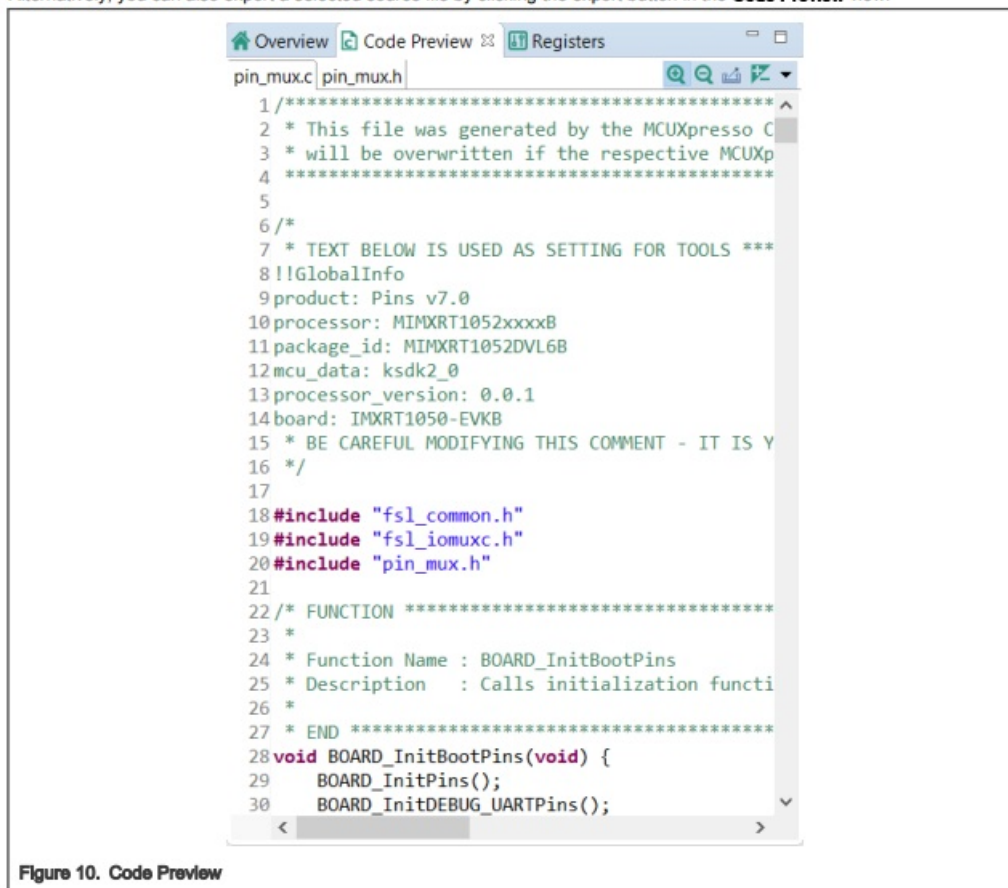 Overview Code Preview Registers
pin_mux.c pin_mux.h
1 /*********************************************
2 * This file was generated by the MCUXpresso C
3 * will be overwritten if the respective MCUXp
4 *********************************************
5
6 /*
7 * TEXT BELOW IS USED AS SETTING FOR TOOLS ***
8 !!GlobalInfo
9 product: Pins v7.0
10 processor: MIMXRT1052xxxxB
11 package_id: MIMXRT1052DVL6B
12 mcu_data: ksdk2_0
13 processor_version: 0.0.1
14 board: IMXRT1050-EVKB
15 * BE CAREFUL MODIFYING THIS COMMENT - IT IS Y
16 */
17
18 #include "fsl_common.h"
19 #include "fsl_iomuxc.h"
20 #include "pin_mux.h"
21
22 /* FUNCTION **********************************
23 *
24 * Function Name : BOARD_InitBootPins
25 * Description   : Calls initialization functi
26 *
27 * END ***************************************
28 void BOARD_InitBootPins(void) {
29     BOARD_InitPins();
30     BOARD_InitDEBUG_UARTPins();
Figure 10. Code Preview